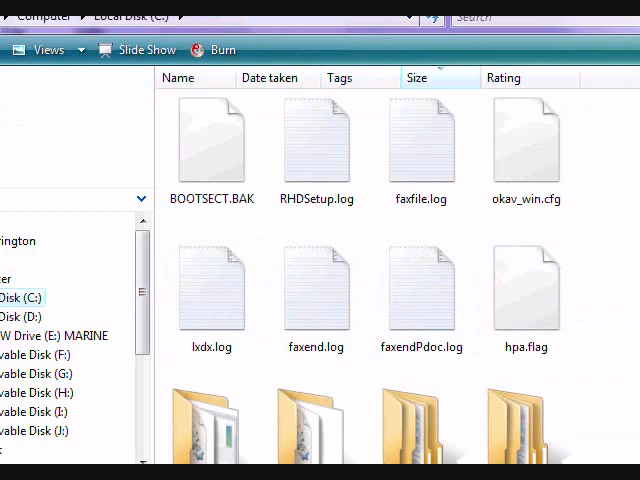 Computer Local Disk (C:) Search
Views Slide Show Burn
Name Date taken Tags Size Rating
BOOTSECT.BAK RHDSetup.log faxfile.log okav_win.cfg
rington
ter
Disk (C:)
Disk (D:)
W Drive (E:) MARINE
vable Disk (F:)
vable Disk (G:)
vable Disk (H:)
vable Disk (I:)
vable Disk (J:)
lxdx.log faxend.log faxendPdoc.log hpa.flag